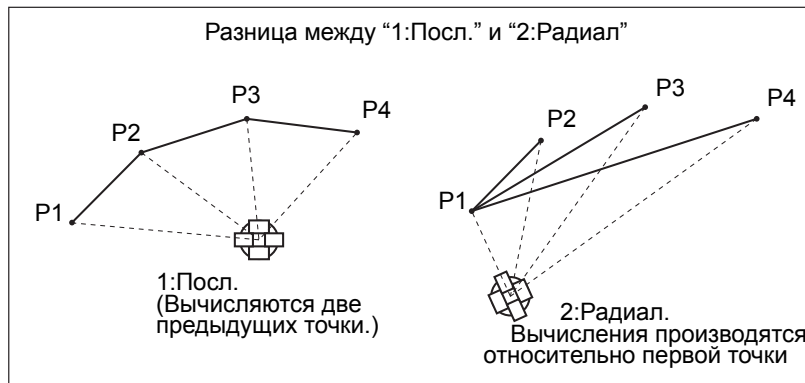 Разница между “1:Посл.” и “2:Радиал”
P3
P2
P4
P1
1:Посл.
(Вычисляются две
предыдущих точки.)
P3
P4
P2
P1
2:Радиал.
Вычисления производятся
относительно первой точки